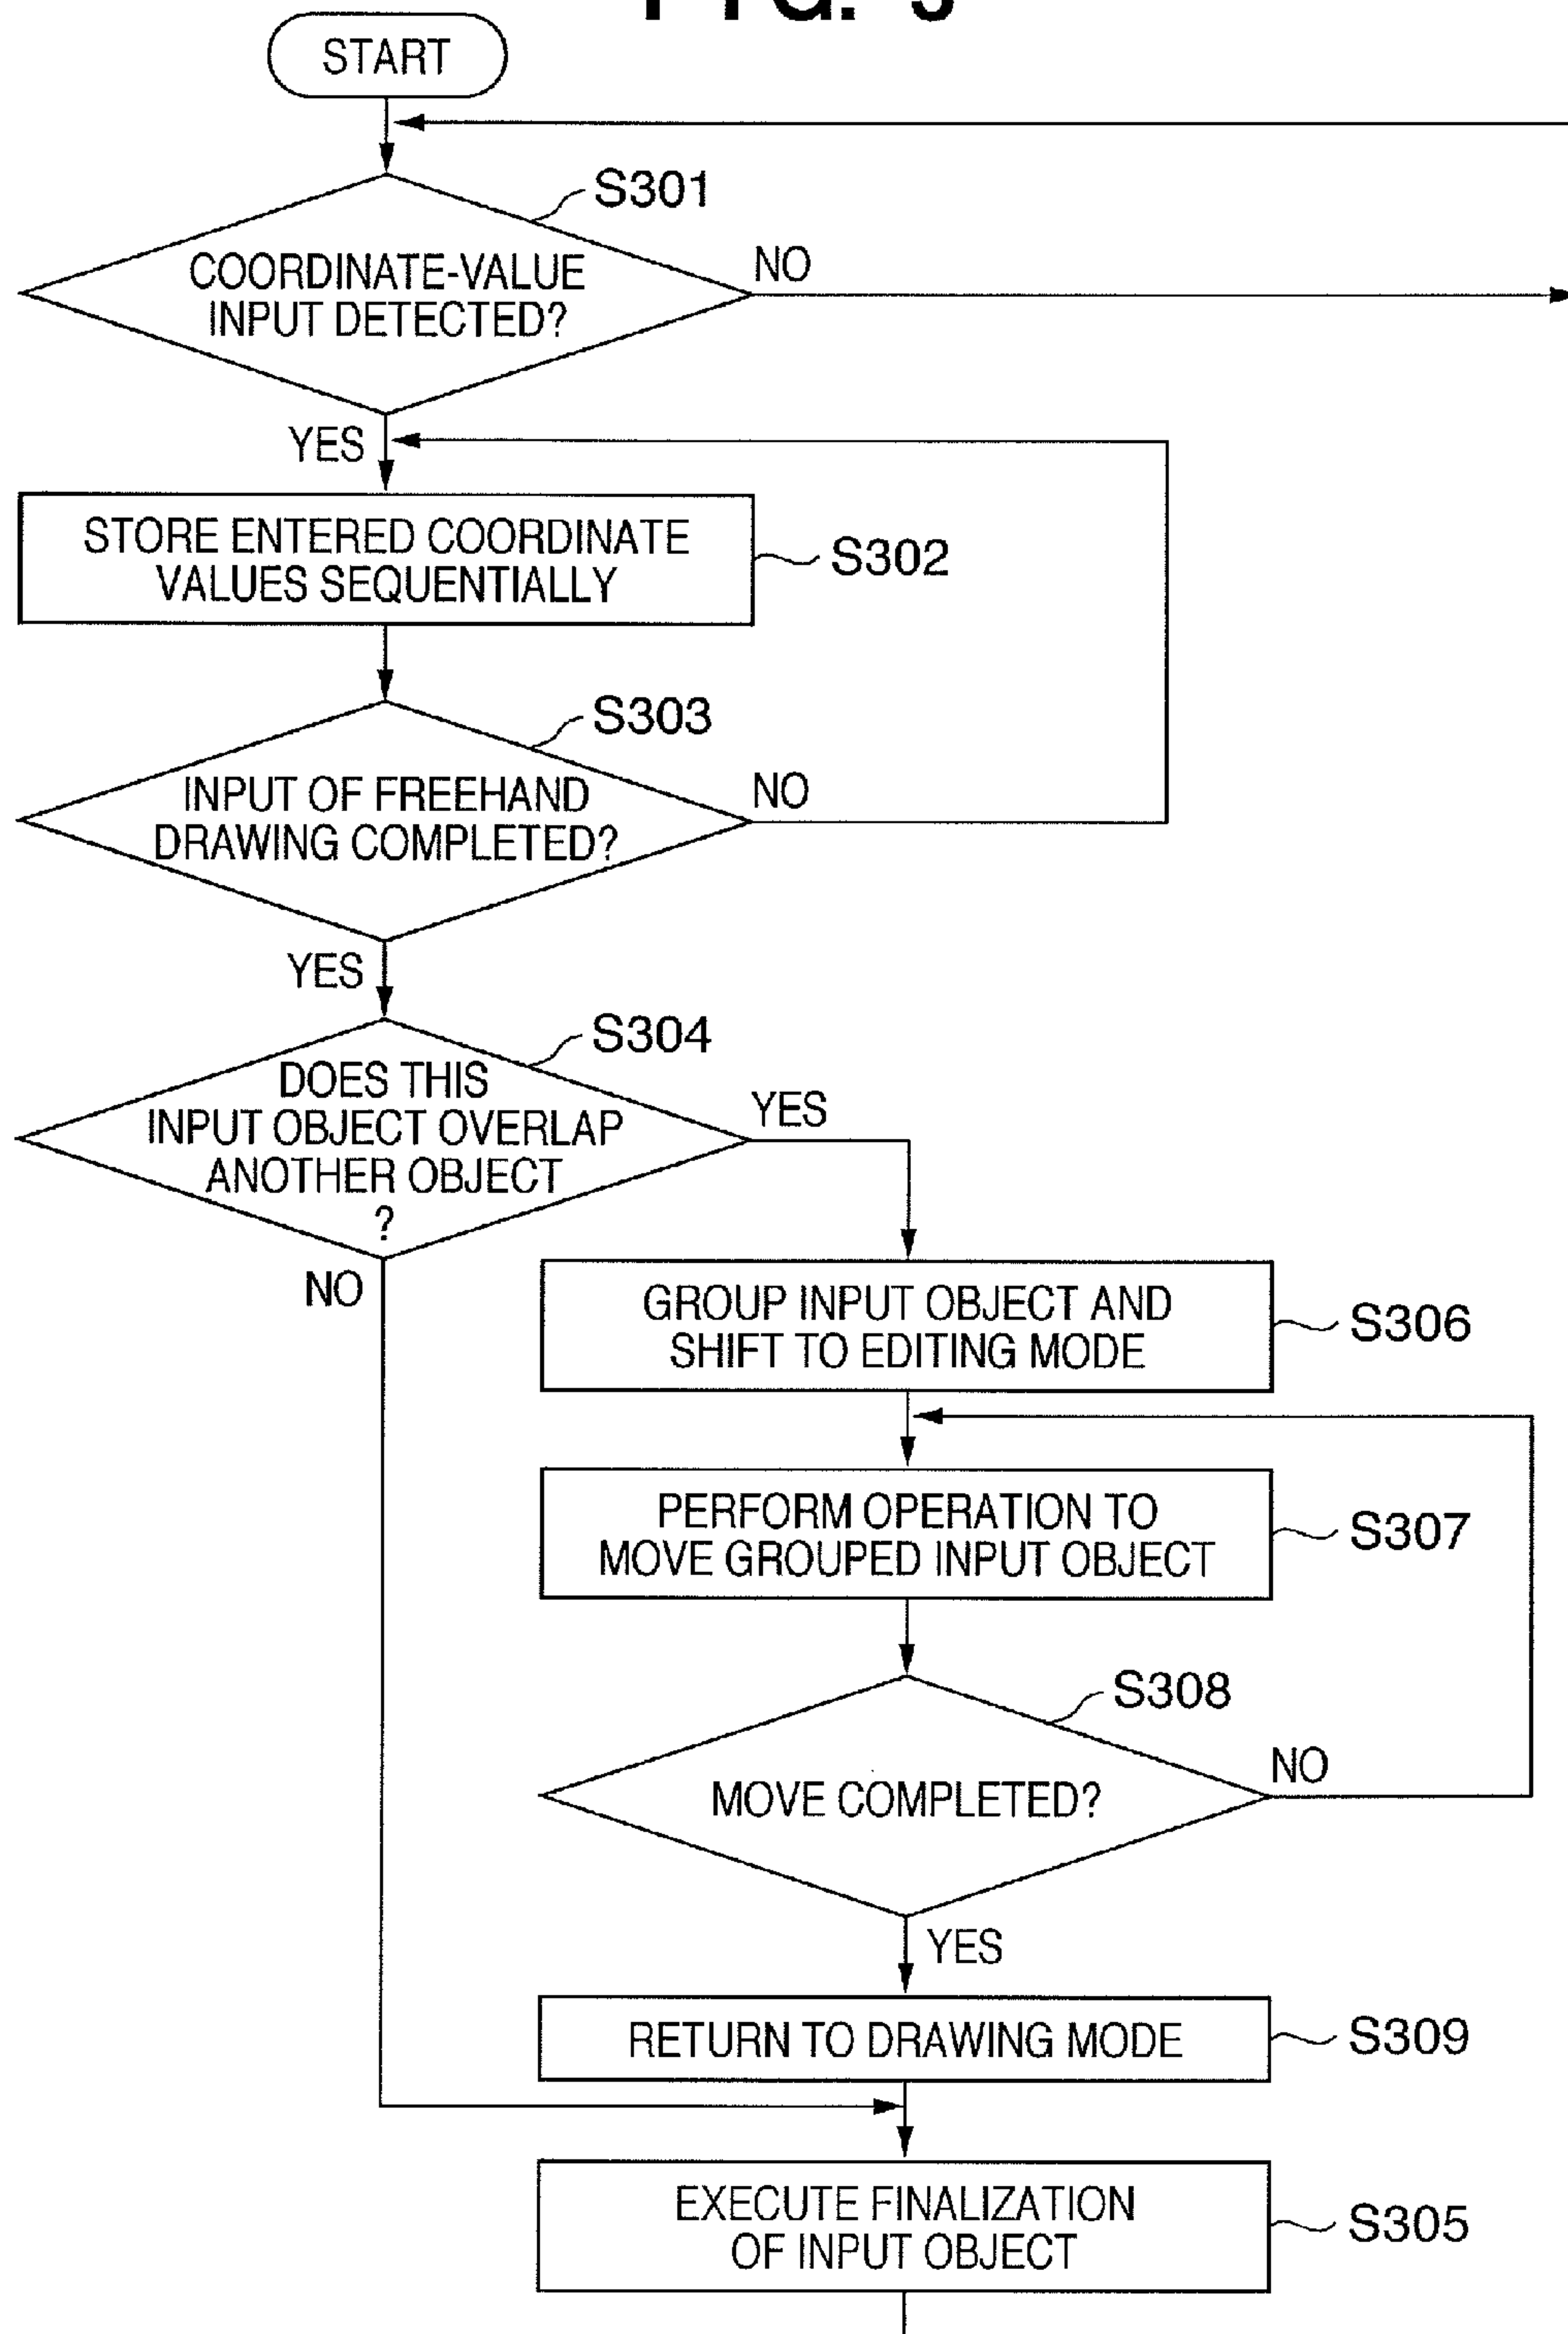 FIG.
START
S301
COORDINATE-VALUE
INPUT DETECTED?
NO
YES
STORE ENTERED COORDINATE
VALUES SEQUENTIALLY
S302
S303
INPUT OF FREEHAND
DRAWING COMPLETED?
NO
YES
S304
DOES THIS
INPUT OBJECT OVERLAP
ANOTHER OBJECT
?
YES
NO
GROUP INPUT OBJECT AND
SHIFT TO EDITING MODE
S306
PERFORM OPERATION TO
MOVE GROUPED INPUT OBJECT
S307
S308
MOVE COMPLETED?
NO
YES
RETURN TO DRAWING MODE
S309
EXECUTE FINALIZATION
OF INPUT OBJECT
S305